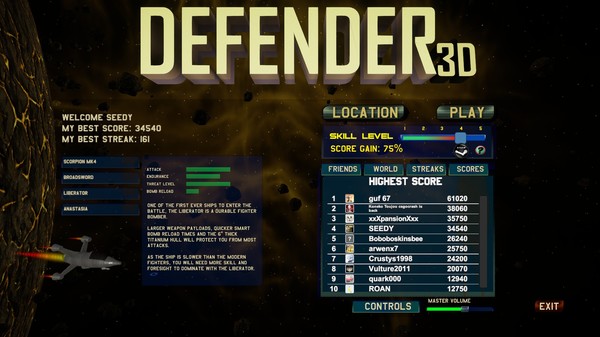 DEFENDER 3D
WELCOME SEEDY
MY BEST SCORE: 34540
MY BEST STREAK: 161
LOCATION PLAY
1 2 3 4 5
SKILL LEVEL
SCORE GAIN: 75%
SCORPION MK4
BROADSWORD
LIBERATOR
ANASTASIA
ATTACK
ENDURANCE
THREAT LEVEL
BOMB RELOAD
ONE OF THE FIRST EVER SHIPS TO ENTER THE
BATTLE, THE LIBERATOR IS A DURABLE FIGHTER
BOMBER.
LARGER WEAPON PAYLOADS, QUICKER SMART
BOMB RELOAD TIMES AND THE 6" THICK
TITANIUM HULL WILL PROTECT YOU FROM MOST
ATTACKS.
AS THE SHIP IS SLOWER THAN THE MODERN
FIGHTERS, YOU WILL NEED MORE SKILL AND
FORESIGHT TO DOMINATE WITH THE LIBERATOR.
FRIENDS WORLD STREAKS SCORES
HIGHEST SCORE
1 guf 67 61020
2 back 38060
3 xxXpansionXxx 35750
4 SEEDY 34540
5 Boboboskinsbee 26240
6 arwenx7 25750
7 Crustys1998 24200
8 Vulture2011 20070
9 quark000 12940
10 ROAN 12750
CONTROLS
MASTER VOLUME
EXIT